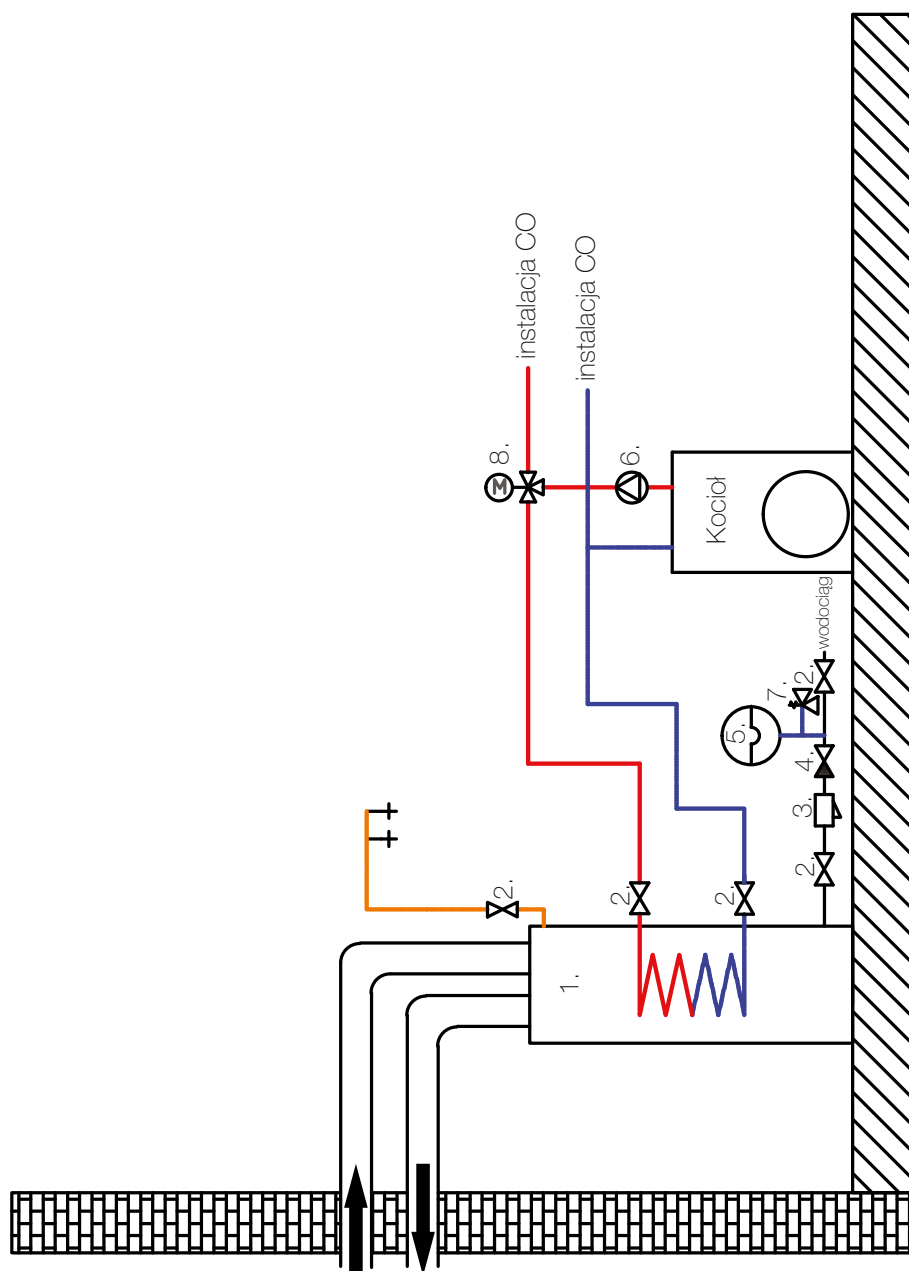 instalacja CO
instalacja CO
M
8.
6.
Kocioł
wodociąg
2.
7.
5.
4.
3.
2.
2.
2.
2.
1.